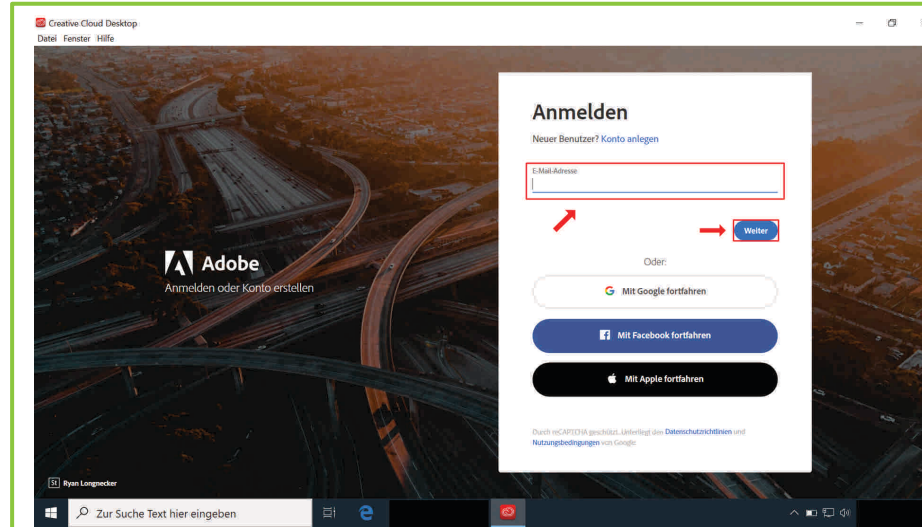 Creative Cloud Desktop
Datei Fenster Hilfe
Anmelden
Neuer Benutzer? Konto anlegen
E-Mail-Adresse
Weiter
Adobe
Anmelden oder Konto erstellen
Oder:
G Mit Google fortfahren
f Mit Facebook fortfahren
Mit Apple fortfahren
Durch reCAPTCHA geschützt. Unterliegt den Datenschutzrichtlinien und
Nutzungsbedingungen von Google.
St Ryan Longnecker
Zur Suche Text hier eingeben